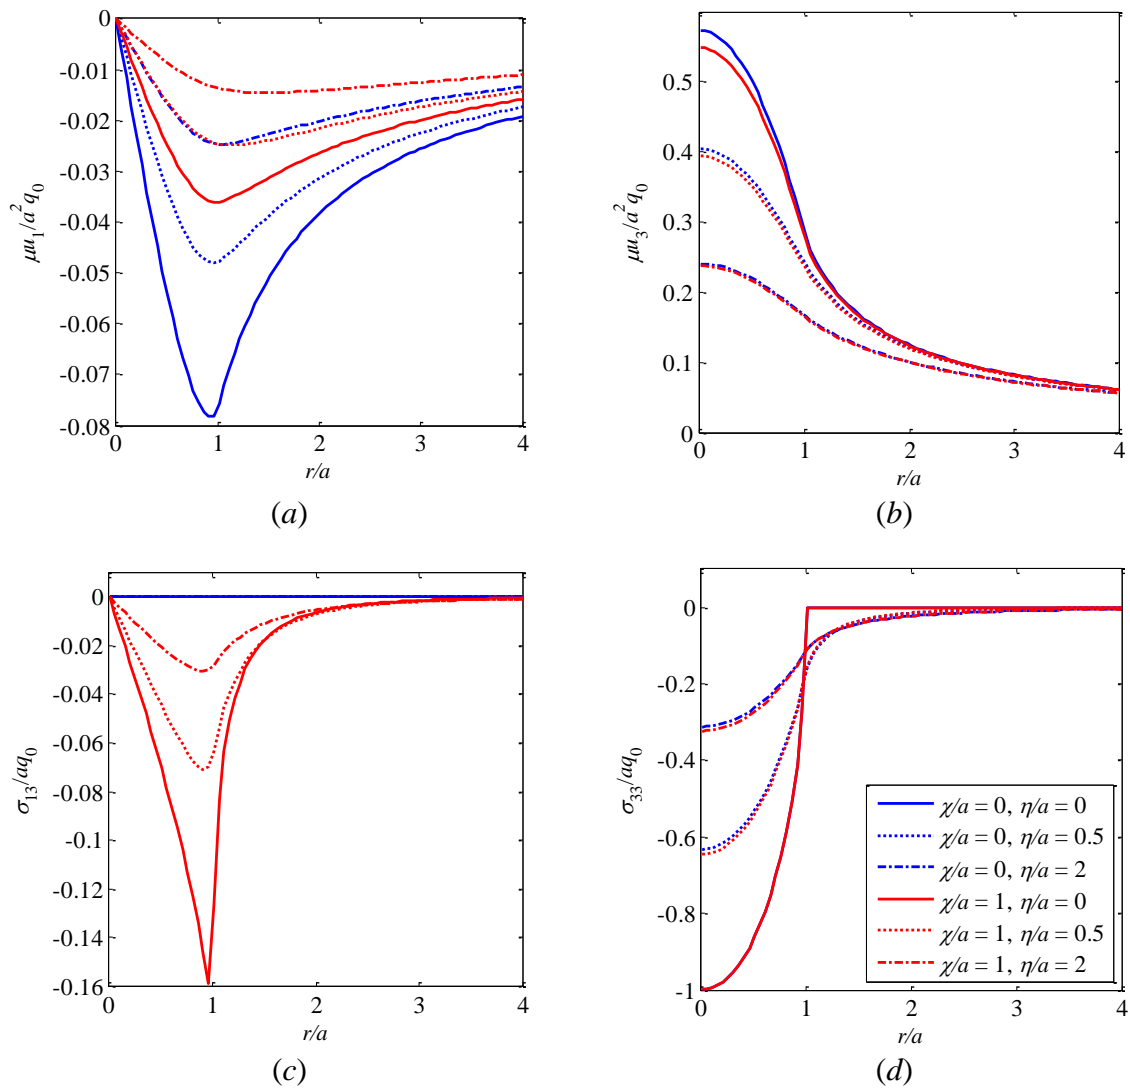 0
-0.01
-0.02
-0.03
-0.04
-0.05
-0.06
-0.07
-0.08
μu₁/a²q₀
0 1 2 3 4
r/a
(a)
0.5
0.4
0.3
0.2
0.1
0
μu₃/a²q₀
0 1 2 3 4
r/a
(b)
0
-0.02
-0.04
-0.06
-0.08
-0.1
-0.12
-0.14
-0.16
σ₁₃/aq₀
0 1 2 3 4
r/a
(c)
0
-0.2
-0.4
-0.6
-0.8
-1
σ₃₃/aq₀
χ/a = 0, η/a = 0
χ/a = 0, η/a = 0.5
χ/a = 0, η/a = 2
χ/a = 1, η/a = 0
χ/a = 1, η/a = 0.5
χ/a = 1, η/a = 2
0 1 2 3 4
r/a
(d)